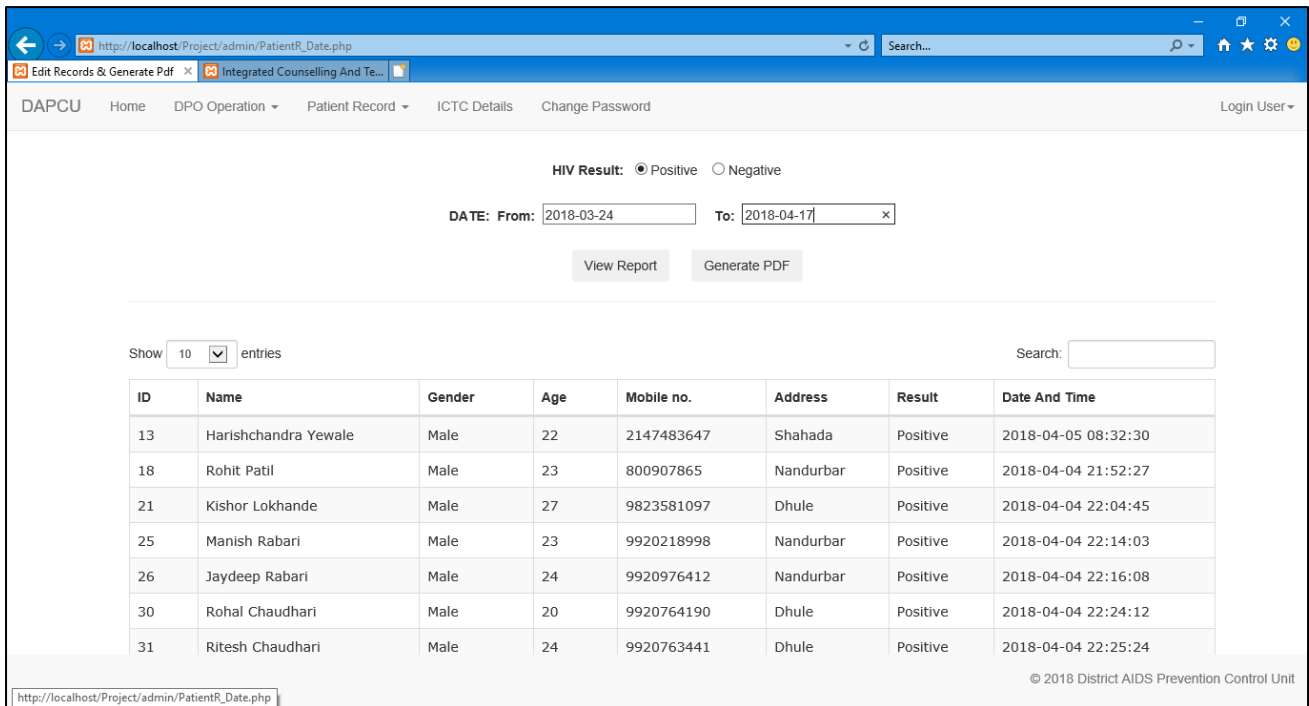 http://localhost/Project/admin/PatientR_Date.php Search...
Edit Records & Generate Pdf × Integrated Counselling And Te...
DAPCU Home DPO Operation Patient Record ICTC Details Change Password Login User
HIV Result: Positive Negative
DATE: From: 2018-03-24 To: 2018-04-17 ×
View Report Generate PDF
Show 10 entries Search:
ID Name Gender Age Mobile no. Address Result Date And Time
13 Harishchandra Yewale Male 22 2147483647 Shahada Positive 2018-04-05 08:32:30
18 Rohit Patil Male 23 800907865 Nandurbar Positive 2018-04-04 21:52:27
21 Kishor Lokhande Male 27 9823581097 Dhule Positive 2018-04-04 22:04:45
25 Manish Rabari Male 23 9920218998 Nandurbar Positive 2018-04-04 22:14:03
26 Jaydeep Rabari Male 24 9920976412 Nandurbar Positive 2018-04-04 22:16:08
30 Rohal Chaudhari Male 20 9920764190 Dhule Positive 2018-04-04 22:24:12
31 Ritesh Chaudhari Male 24 9920763441 Dhule Positive 2018-04-04 22:25:24
© 2018 District AIDS Prevention Control Unit
http://localhost/Project/admin/PatientR_Date.php